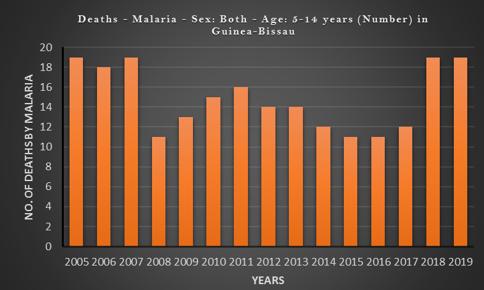 Deaths - Malaria - Sex: Both - Age: 5-14 years (Number) in
Guinea-Bissau
NO. OF DEATHS BY MALARIA
20
18
16
14
12
10
8
6
4
2
0
2005 2006 2007 2008 2009 2010 2011 2012 2013 2014 2015 2016 2017 2018 2019
YEARS